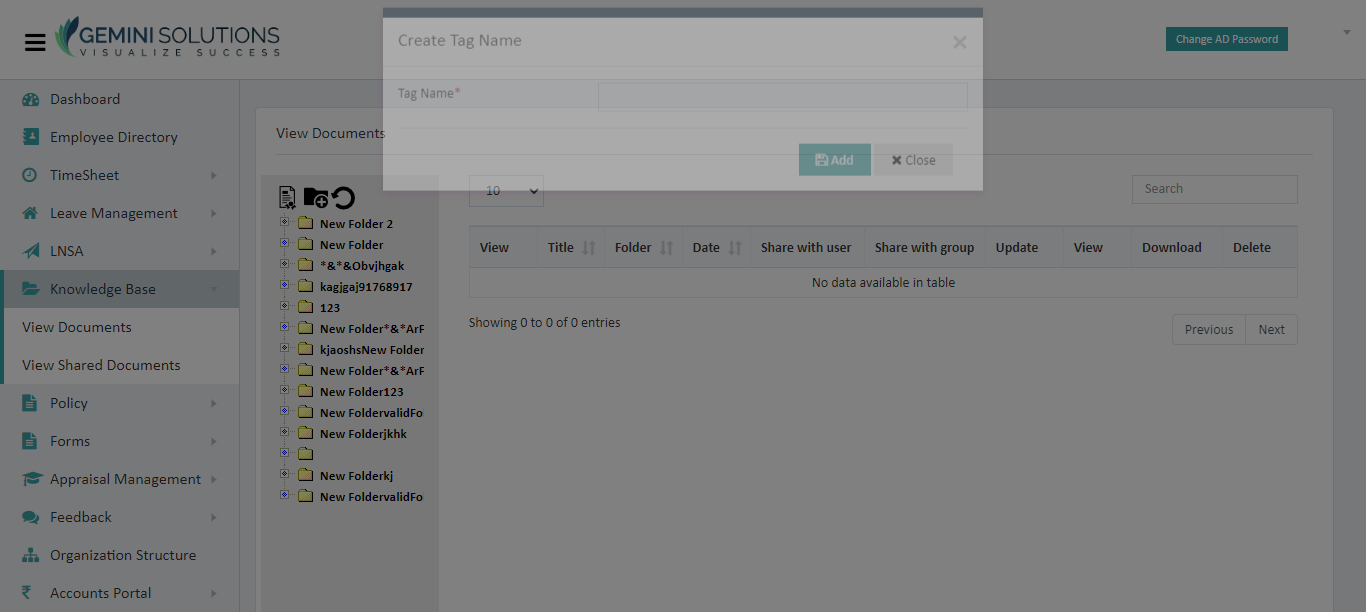 GEMINI SOLUTIONS
VISUALIZE SUCCESS
Create Tag Name
×
Change AD Password
Tag Name*
Add
Close
Dashboard
Employee Directory
TimeSheet
Leave Management
LNSA
Knowledge Base
View Documents
View Shared Documents
Policy
Forms
Appraisal Management
Feedback
Organization Structure
Accounts Portal
View Documents
New Folder 2
New Folder
*&*&Obvjhgak
kagjgaj91768917
123
New Folder*&*ArF
kjaoshsNew Folder
New Folder*&*ArF
New Folder123
New FoldervalidFo
New Folderjkhk
New Folderkj
New FoldervalidFo
10
Search
View Title Folder Date Share with user Share with group Update View Download Delete
No data available in table
Showing 0 to 0 of 0 entries
Previous Next